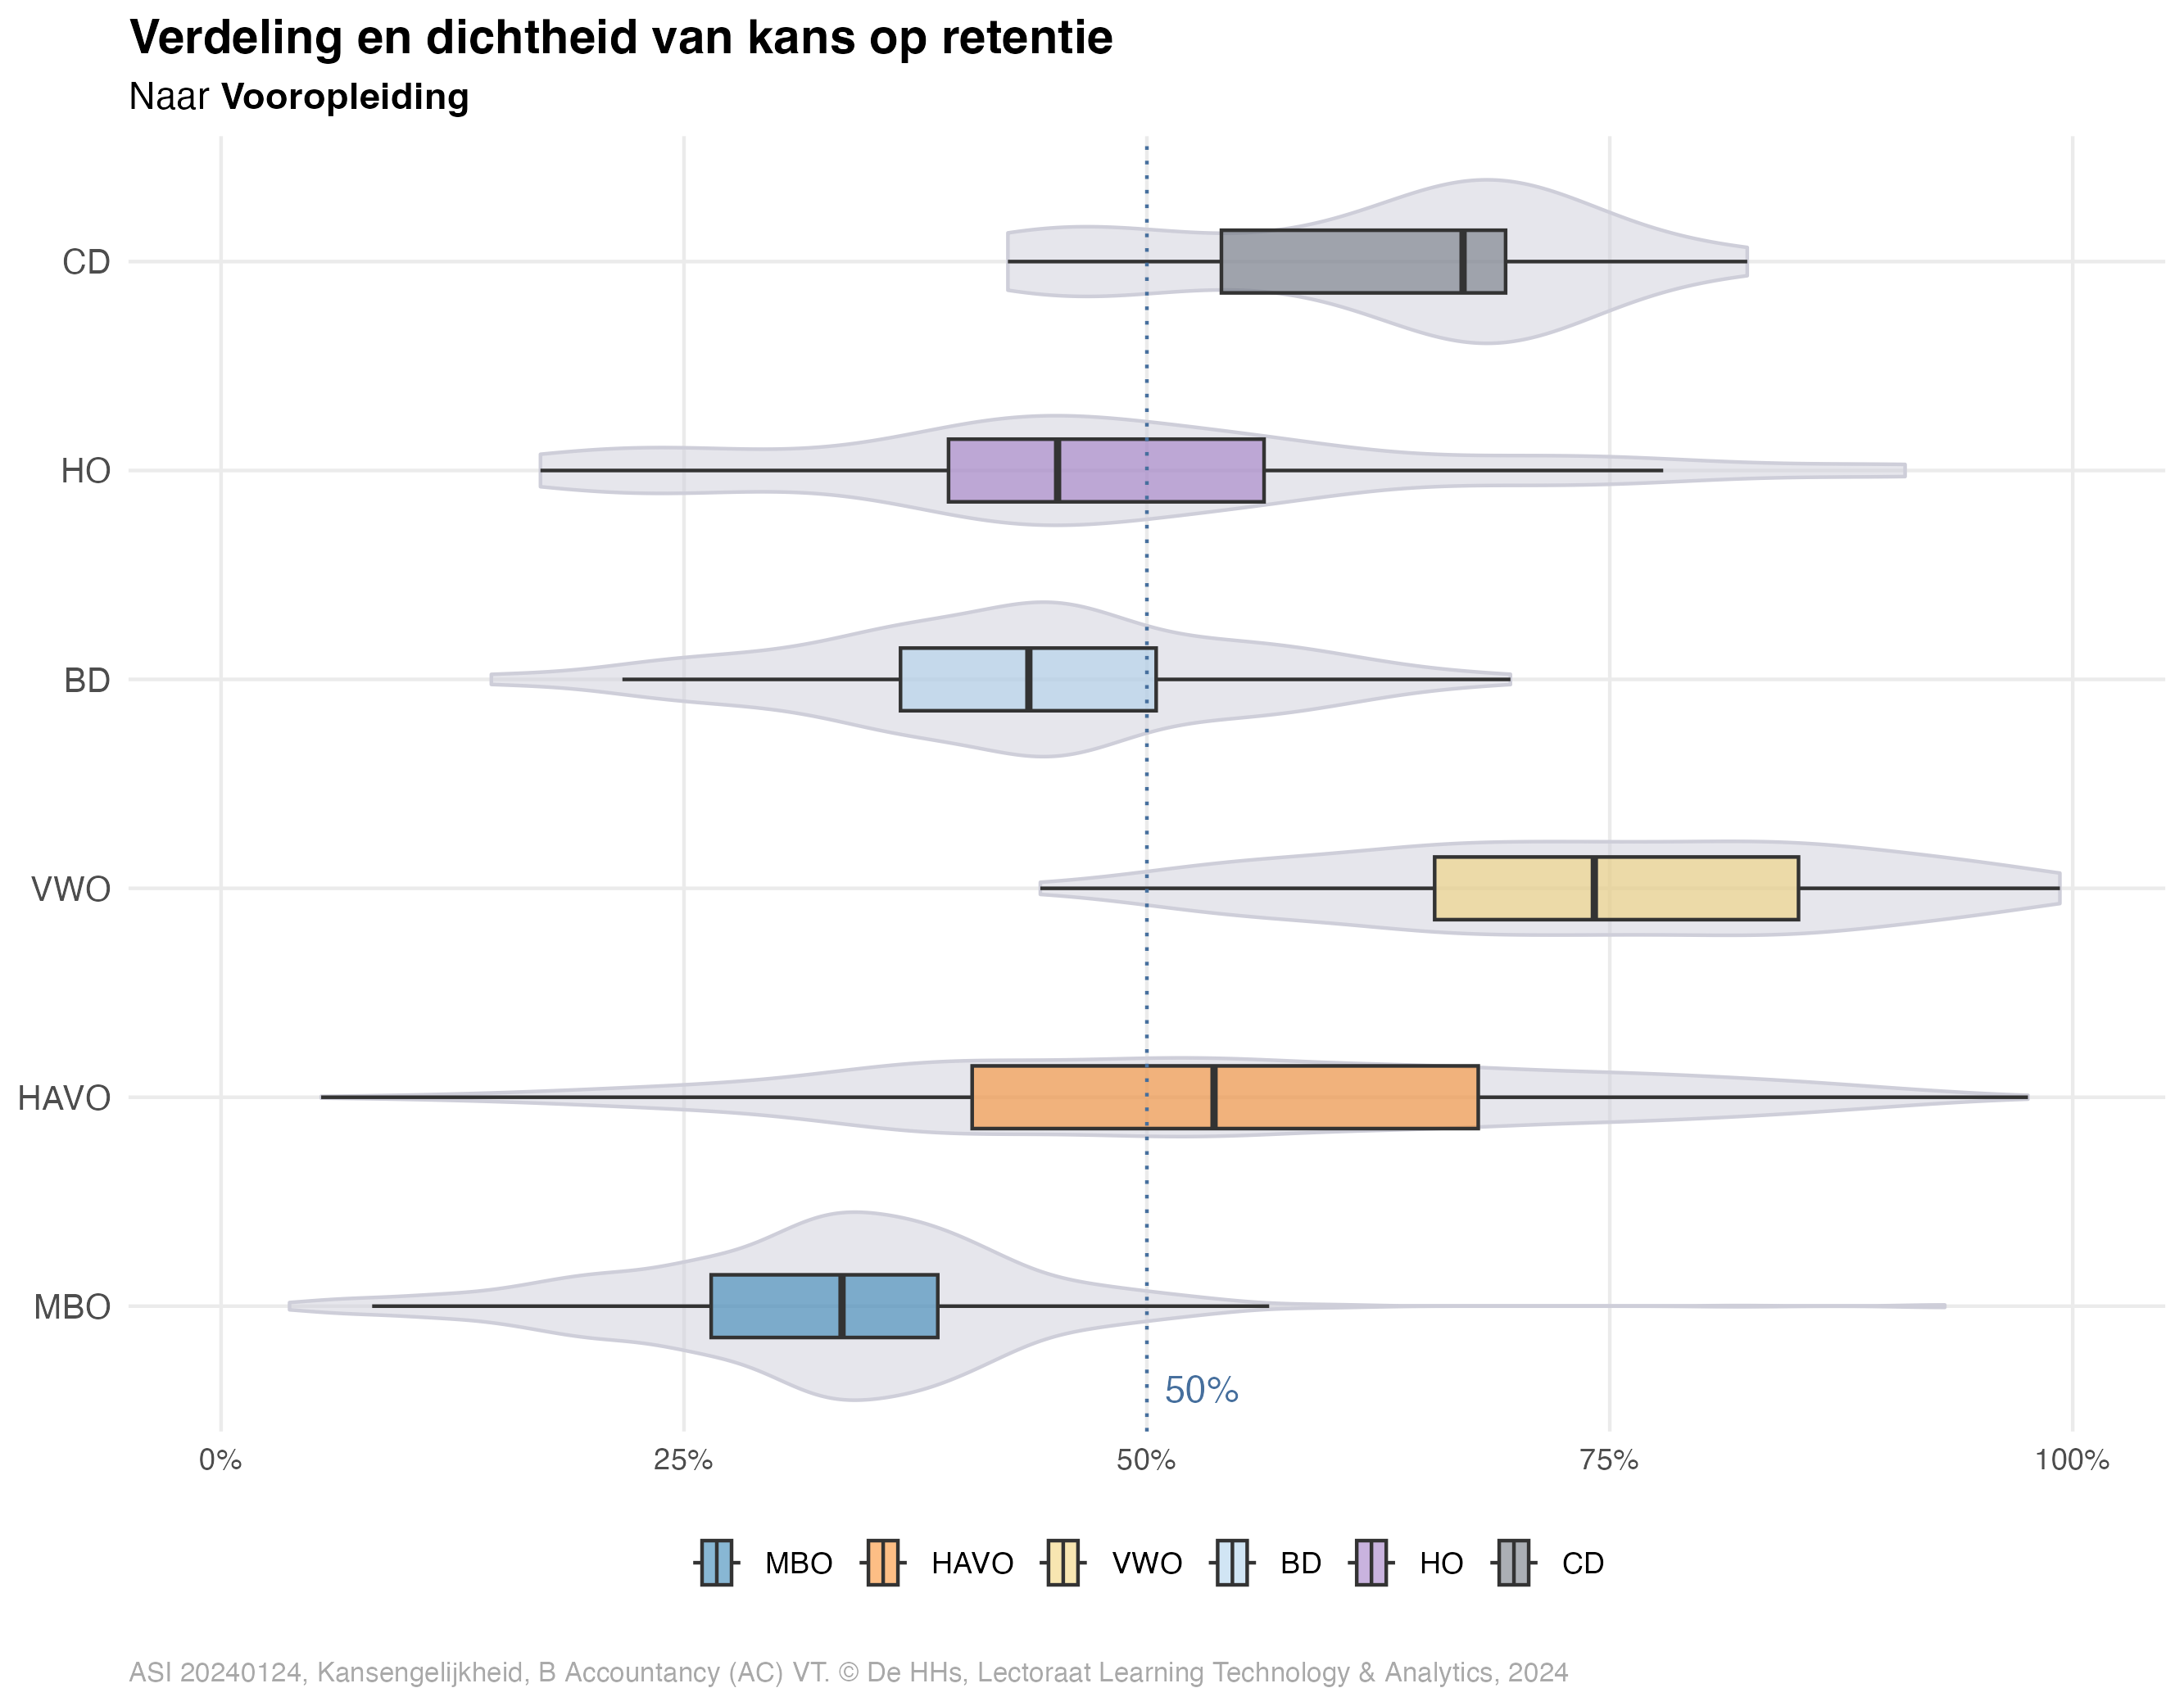 Verdeling en dichtheid van kans op retentie
Naar Vooropleiding
CD
HO
BD
VWO
HAVO
MBO
50%
0% 25% 50% 75% 100%
MBO HAVO VWO BD HO CD
ASI 20240124, Kansengelijkheid, B Accountancy (AC) VT. © De HHs, Lectoraat Learning Technology & Analytics, 2024